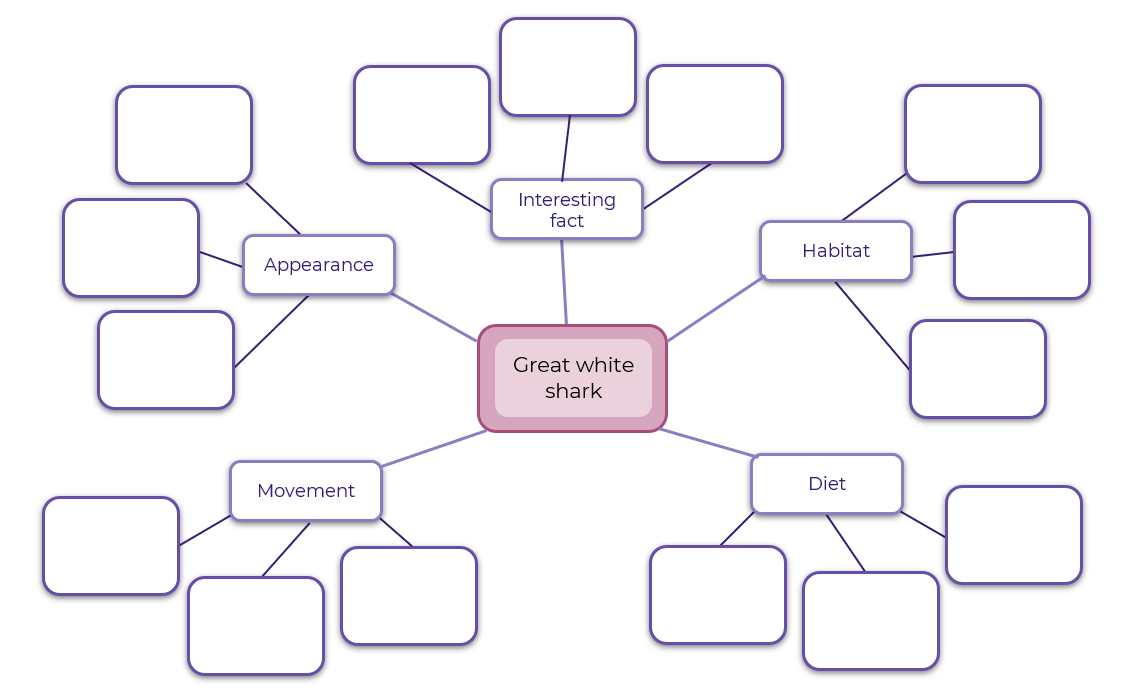 Interesting
fact
Appearance
Habitat
Great white
shark
Movement
Diet